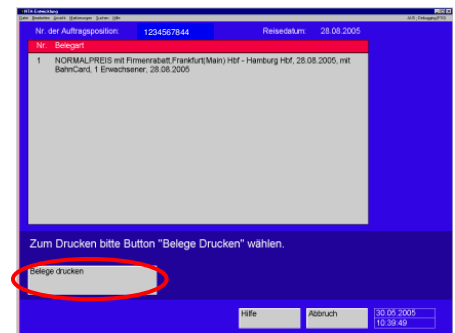 NTA-Entwicklung
Nr. der Auftragsposition: 1234567844 Reisedatum: 28.08.2005
Nr. Belegart
1 NORMALPREIS mit Firmenrabatt,Frankfurt(Main) Hbf - Hamburg Hbf, 28.08.2005, mit
BahnCard, 1 Erwachsener, 28.08.2005
Zum Drucken bitte Button "Belege Drucken" wählen.
Belege drucken
Hilfe Abbruch 30.05.2005
10:39:49